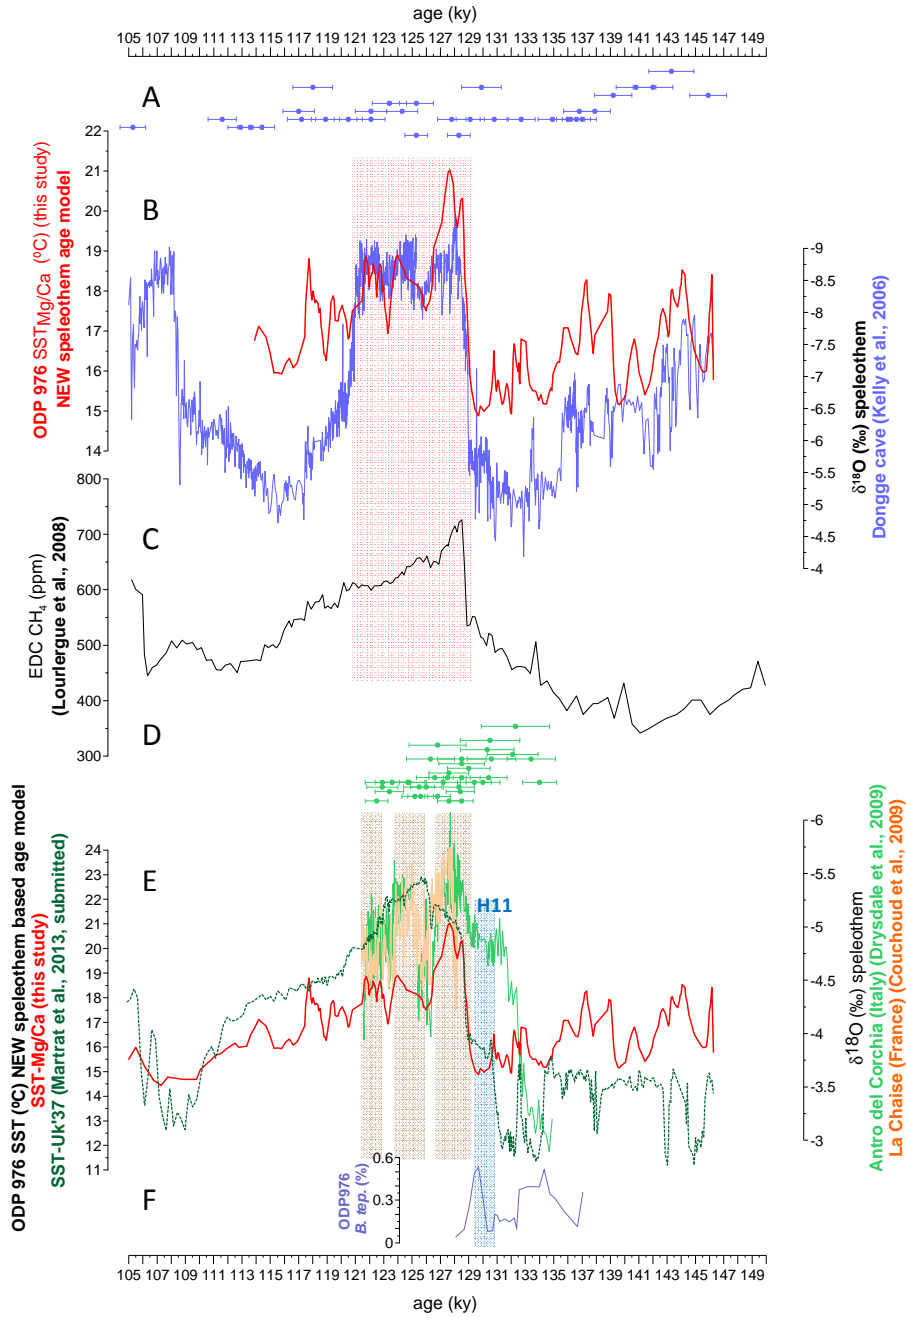 age (ky)
105 107 109 111 113 115 117 119 121 123 125 127 129 131 133 135 137 139 141 143 145 147 149
A
22
21
20
19
18
17
16
15
14
ODP 976 SSTMg/Ca (ºC) (this study)
NEW speleothem age model
B
-9
-8.5
-8
-7.5
-7
-6.5
-6
-5.5
-5
-4.5
-4
δ18O (‰) speleothem
Dongge cave (Kelly et al., 2006)
800
700
600
500
400
300
C
EDC CH4 (ppm)
(Lourlergue et al., 2008)
D
-6
-5.5
-5
-4.5
-4
-3.5
-3
δ18O (‰) speleothem
Antro del Corchia (Italy) (Drysdale et al., 2009)
La Chaise (France) (Couchoud et al., 2009)
E
H11
24
23
22
21
20
19
18
17
16
15
14
13
12
11
ODP 976 SST (ºC) NEW speleothem based age model
SST-Mg/Ca (this study)
SST-Uk'37 (Martrat et al., 2013, submitted)
F
0.6
0.3
0
ODP976
B. tep. (%)
105 107 109 111 113 115 117 119 121 123 125 127 129 131 133 135 137 139 141 143 145 147 149
age (ky)